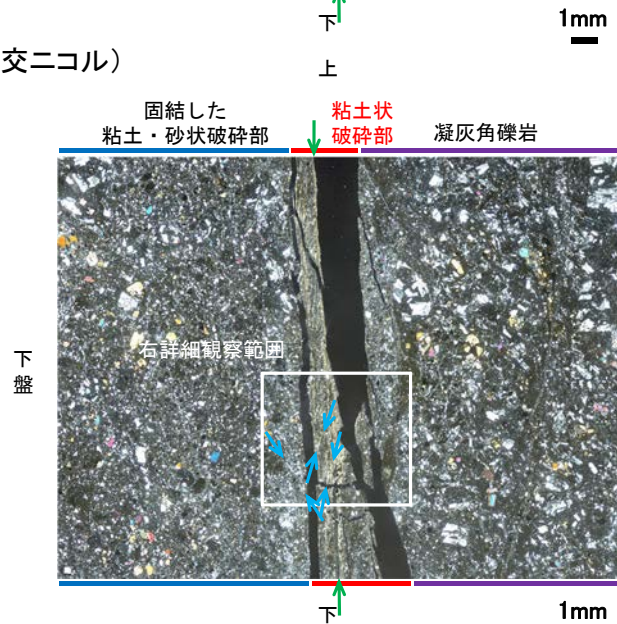 下
1mm
交ニコル）
上
固結した
粘土・砂状破砕部
粘土状
破砕部
凝灰角礫岩
右詳細観察範囲
下
盤
下
1mm